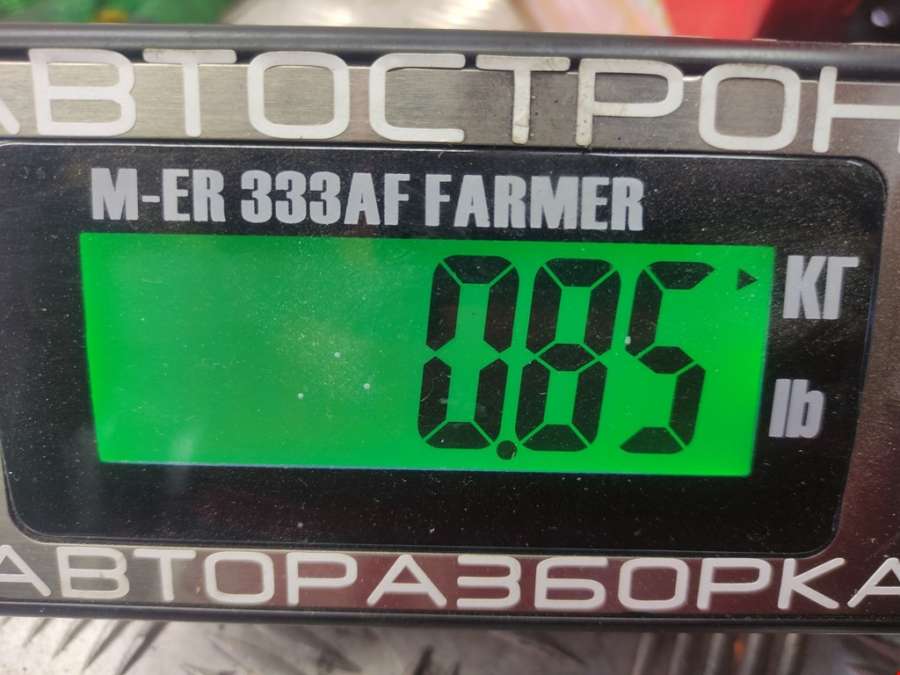 АВТОСТРОН
M-ER 333AF FARMER
0.85
КГ
lb
АВТОРАЗБОРКА